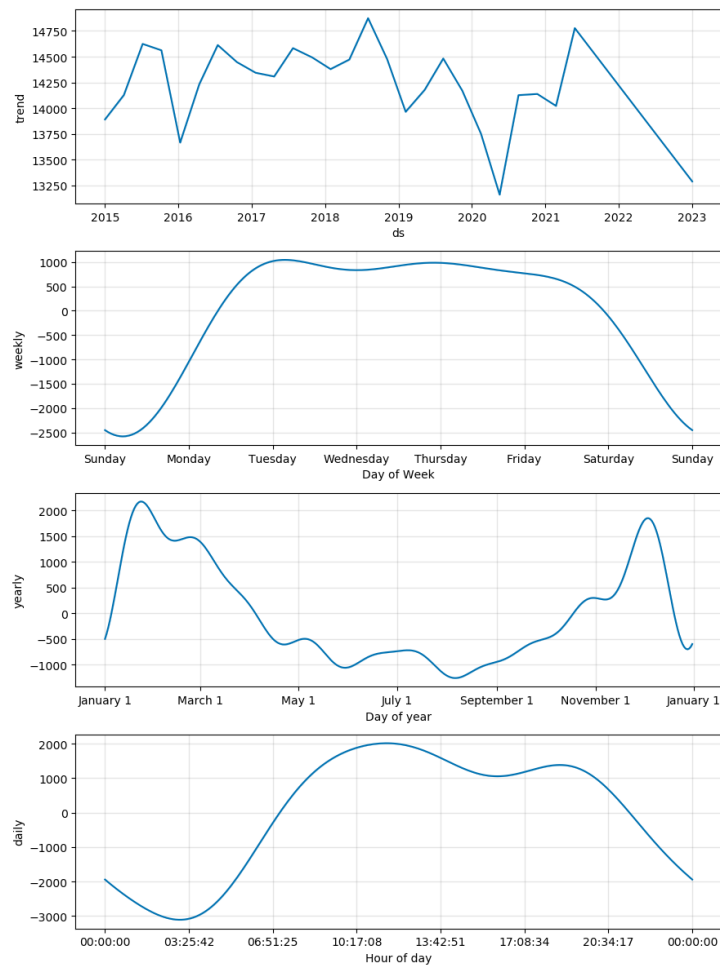 14750
14500
14250
14000
13750
13500
13250
trend
2015 2016 2017 2018 2019 2020 2021 2022 2023
ds
1000
500
0
−500
−1000
−1500
−2000
−2500
weekly
Sunday Monday Tuesday Wednesday Thursday Friday Saturday Sunday
Day of Week
2000
1500
1000
500
0
−500
−1000
yearly
January 1 March 1 May 1 July 1 September 1 November 1 January 1
Day of year
2000
1000
0
−1000
−2000
−3000
daily
00:00:00 03:25:42 06:51:25 10:17:08 13:42:51 17:08:34 20:34:17 00:00:00
Hour of day